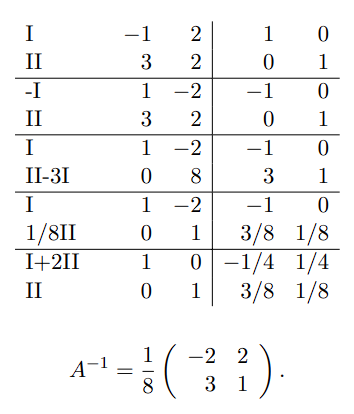 I −1 2 1 0
II 3 2 0 1
-I 1 −2 −1 0
II 3 2 0 1
I 1 −2 −1 0
II-3I 0 8 3 1
I 1 −2 −1 0
1/8II 0 1 3/8 1/8
I+2II 1 0 −1/4 1/4
II 0 1 3/8 1/8
A⁻¹ = 1/8 ( −2 2
3 1 ) .